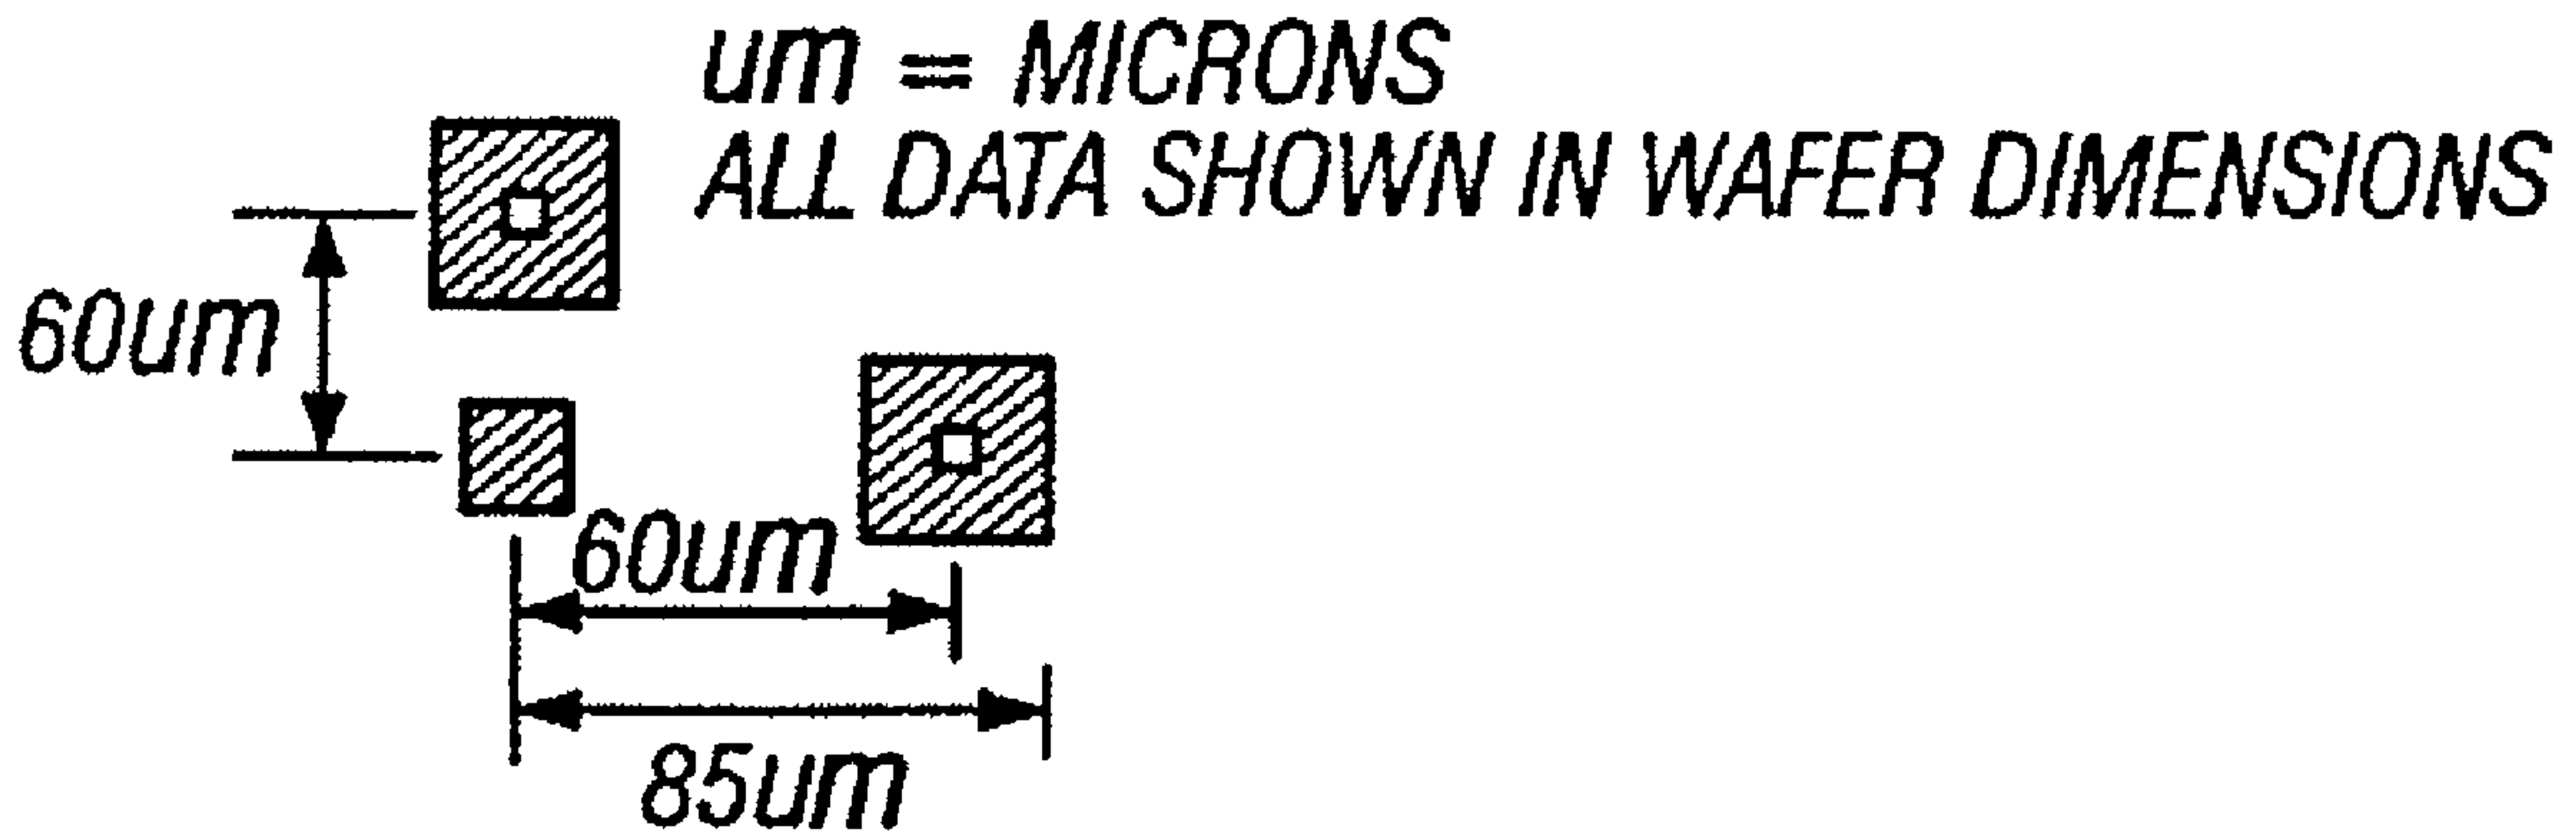 um = MICRONS
ALL DATA SHOWN IN WAFER DIMENSIONS
60um
60um
85um